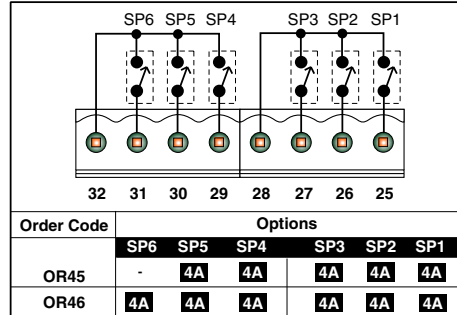 SP6 SP5 SP4 SP3 SP2 SP1
32 31 30 29 28 27 26 25
Order Code Options
SP6 SP5 SP4 SP3 SP2 SP1
OR45 - 4A 4A 4A 4A 4A
OR46 4A 4A 4A 4A 4A 4A